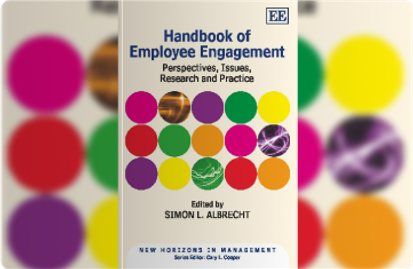 EE
Handbook of
Employee Engagement
Perspectives, Issues,
Research and Practice
Edited by
SIMON L. ALBRECHT
NEW HORIZONS IN MANAGEMENT
Series Editor: Cary L. Cooper